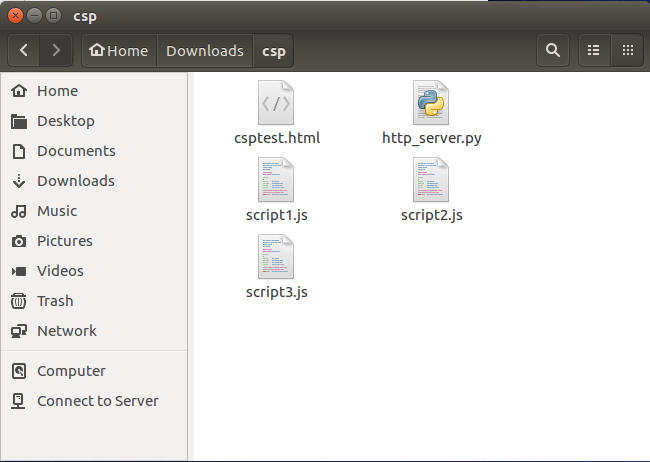 csp
Home Downloads csp
Home
Desktop
Documents
Downloads
Music
Pictures
Videos
Trash
Network
Computer
Connect to Server
csptest.html http_server.py
script1.js script2.js
script3.js